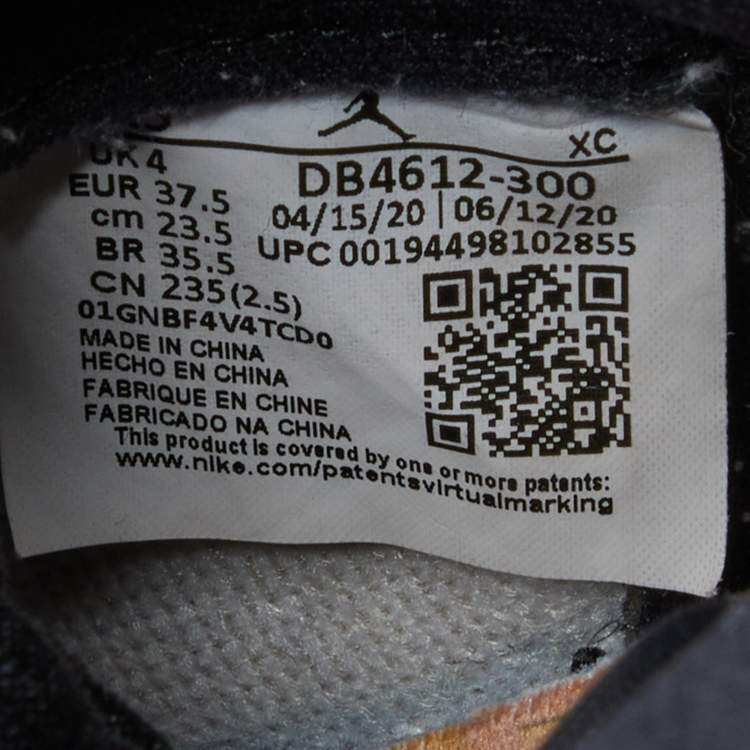 XC
UK 4
EUR 37.5
cm 23.5
BR 35.5
CN 235(2.5)
01GNBF4V4TCD0
DB4612-300
04/15/20 | 06/12/20
UPC 00194498102855
MADE IN CHINA
HECHO EN CHINA
FABRIQUE EN CHINE
FABRICADO NA CHINA
This product is covered by one or more patents:
www.nike.com/patentsvirtualmarking